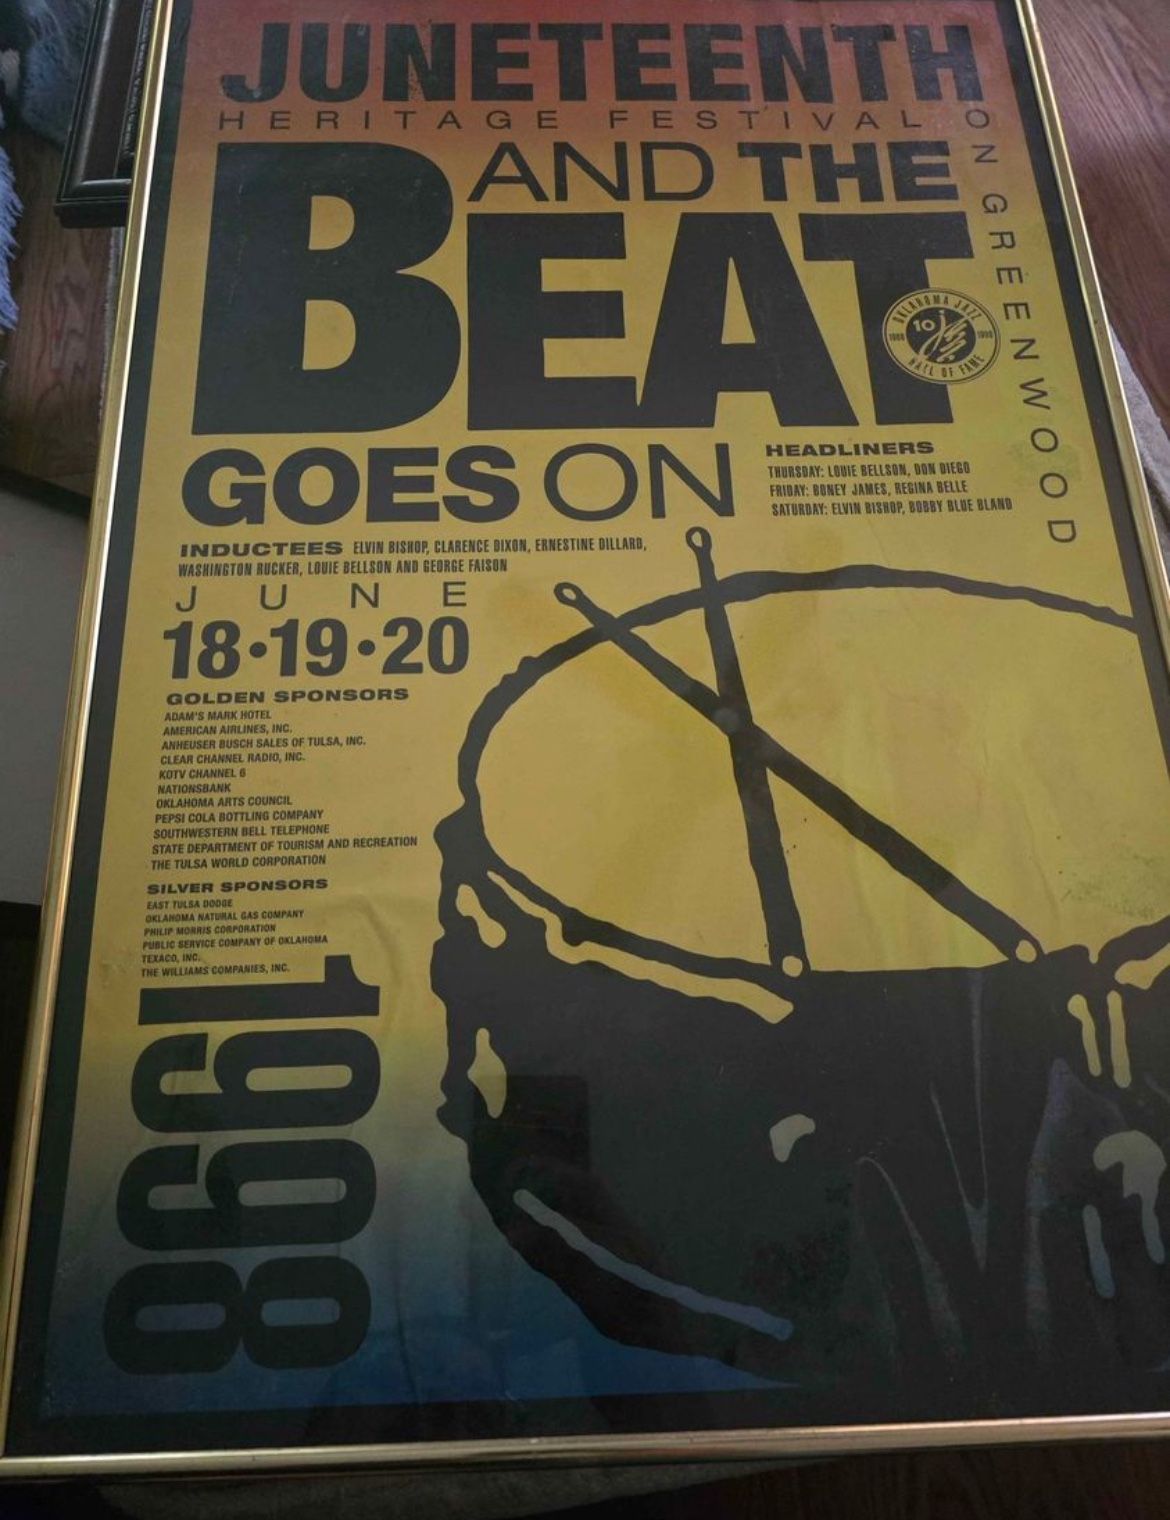 JUNETEENTH
HERITAGE FESTIVAL
ON GREENWOOD
AND THE
BEAT
GOES ON
OKLAHOMA JAZZ
1988 10 1998
HALL OF FAME
HEADLINERS
THURSDAY: LOUIE BELLSON, DON DIEGO
FRIDAY: BONEY JAMES, REGINA BELLE
SATURDAY: ELVIN BISHOP, BOBBY BLUE BLAND
INDUCTEES ELVIN BISHOP, CLARENCE DIXON, ERNESTINE DILLARD,
WASHINGTON RUCKER, LOUIE BELLSON AND GEORGE FAISON
JUNE
18•19•20
GOLDEN SPONSORS
ADAM'S MARK HOTEL
AMERICAN AIRLINES, INC.
ANHEUSER BUSCH SALES OF TULSA, INC.
CLEAR CHANNEL RADIO, INC.
KOTV CHANNEL 6
NATIONSBANK
OKLAHOMA ARTS COUNCIL
PEPSI COLA BOTTLING COMPANY
SOUTHWESTERN BELL TELEPHONE
STATE DEPARTMENT OF TOURISM AND RECREATION
THE TULSA WORLD CORPORATION
SILVER SPONSORS
EAST TULSA DODGE
OKLAHOMA NATURAL GAS COMPANY
PHILIP MORRIS CORPORATION
PUBLIC SERVICE COMPANY OF OKLAHOMA
TEXACO, INC.
THE WILLIAMS COMPANIES, INC.
1998